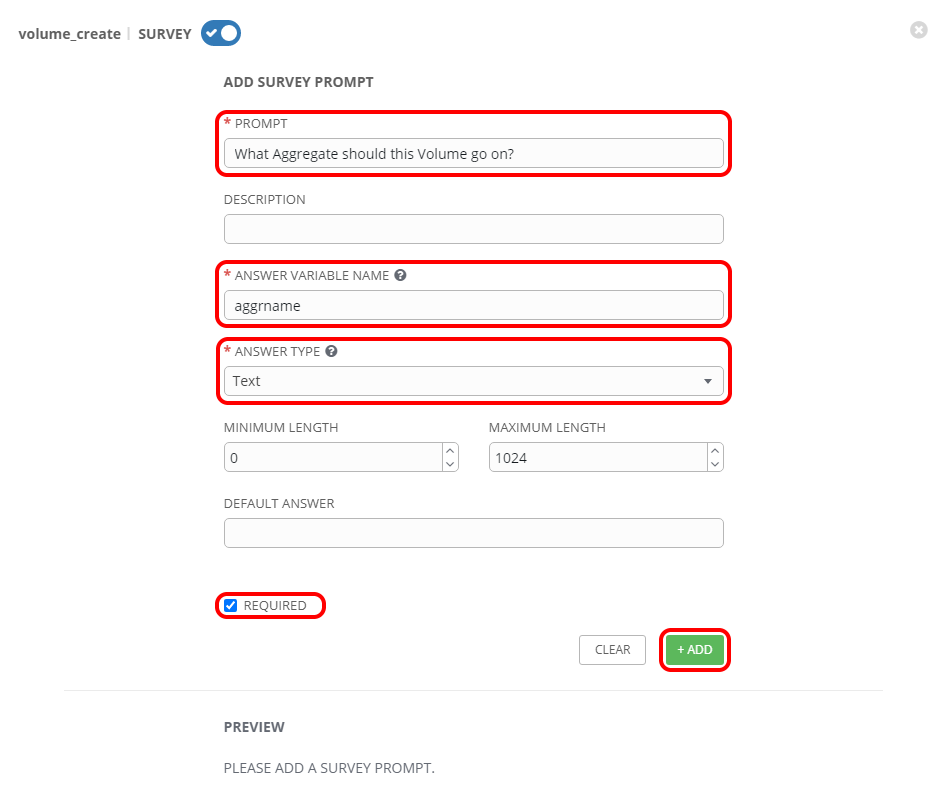 volume_create | SURVEY
ADD SURVEY PROMPT
* PROMPT
What Aggregate should this Volume go on?
DESCRIPTION
* ANSWER VARIABLE NAME ?
aggrname
* ANSWER TYPE ?
Text
MINIMUM LENGTH MAXIMUM LENGTH
0 1024
DEFAULT ANSWER
REQUIRED
CLEAR + ADD
PREVIEW
PLEASE ADD A SURVEY PROMPT.